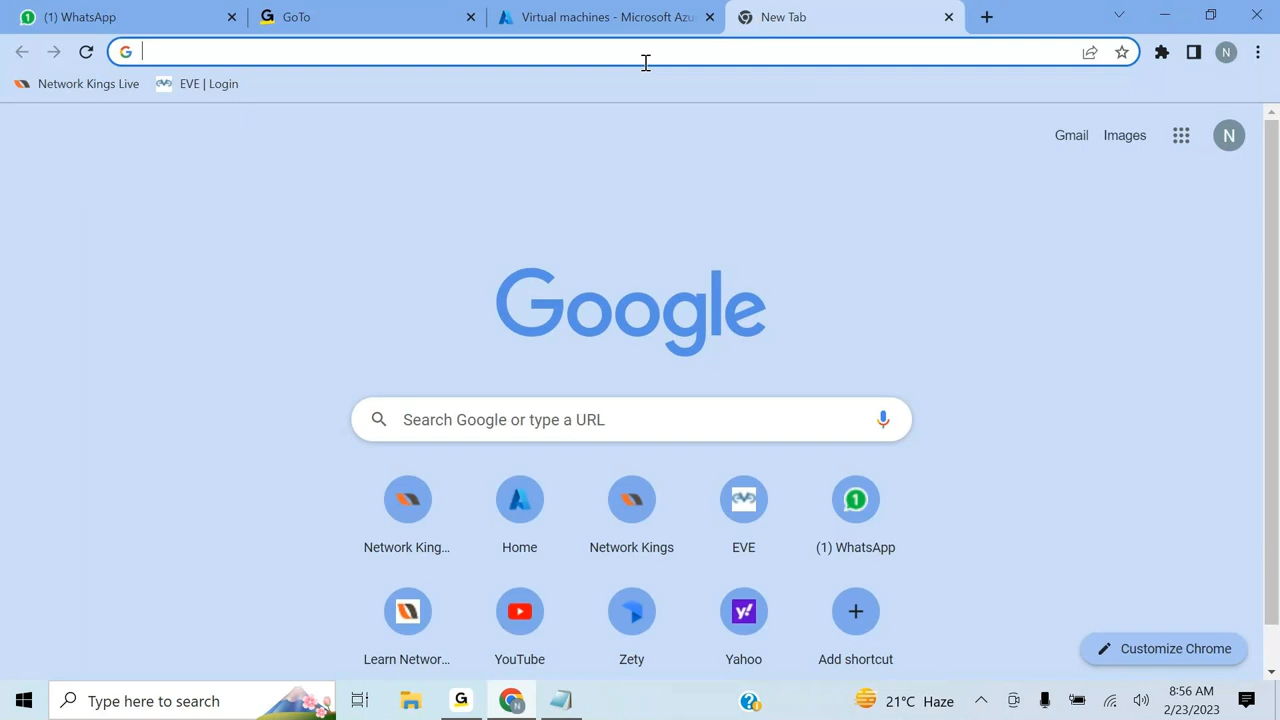 (1) WhatsApp
GoTo
Virtual machines - Microsoft Azu
New Tab
Network Kings Live
EVE | Login
N
Gmail
Images
N
Google
Search Google or type a URL
Network King...
Home
Network Kings
EVE
(1) WhatsApp
Learn Networ...
YouTube
Zety
Yahoo
Add shortcut
Customize Chrome
Type here to search
21°C Haze
8:56 AM
2/23/2023